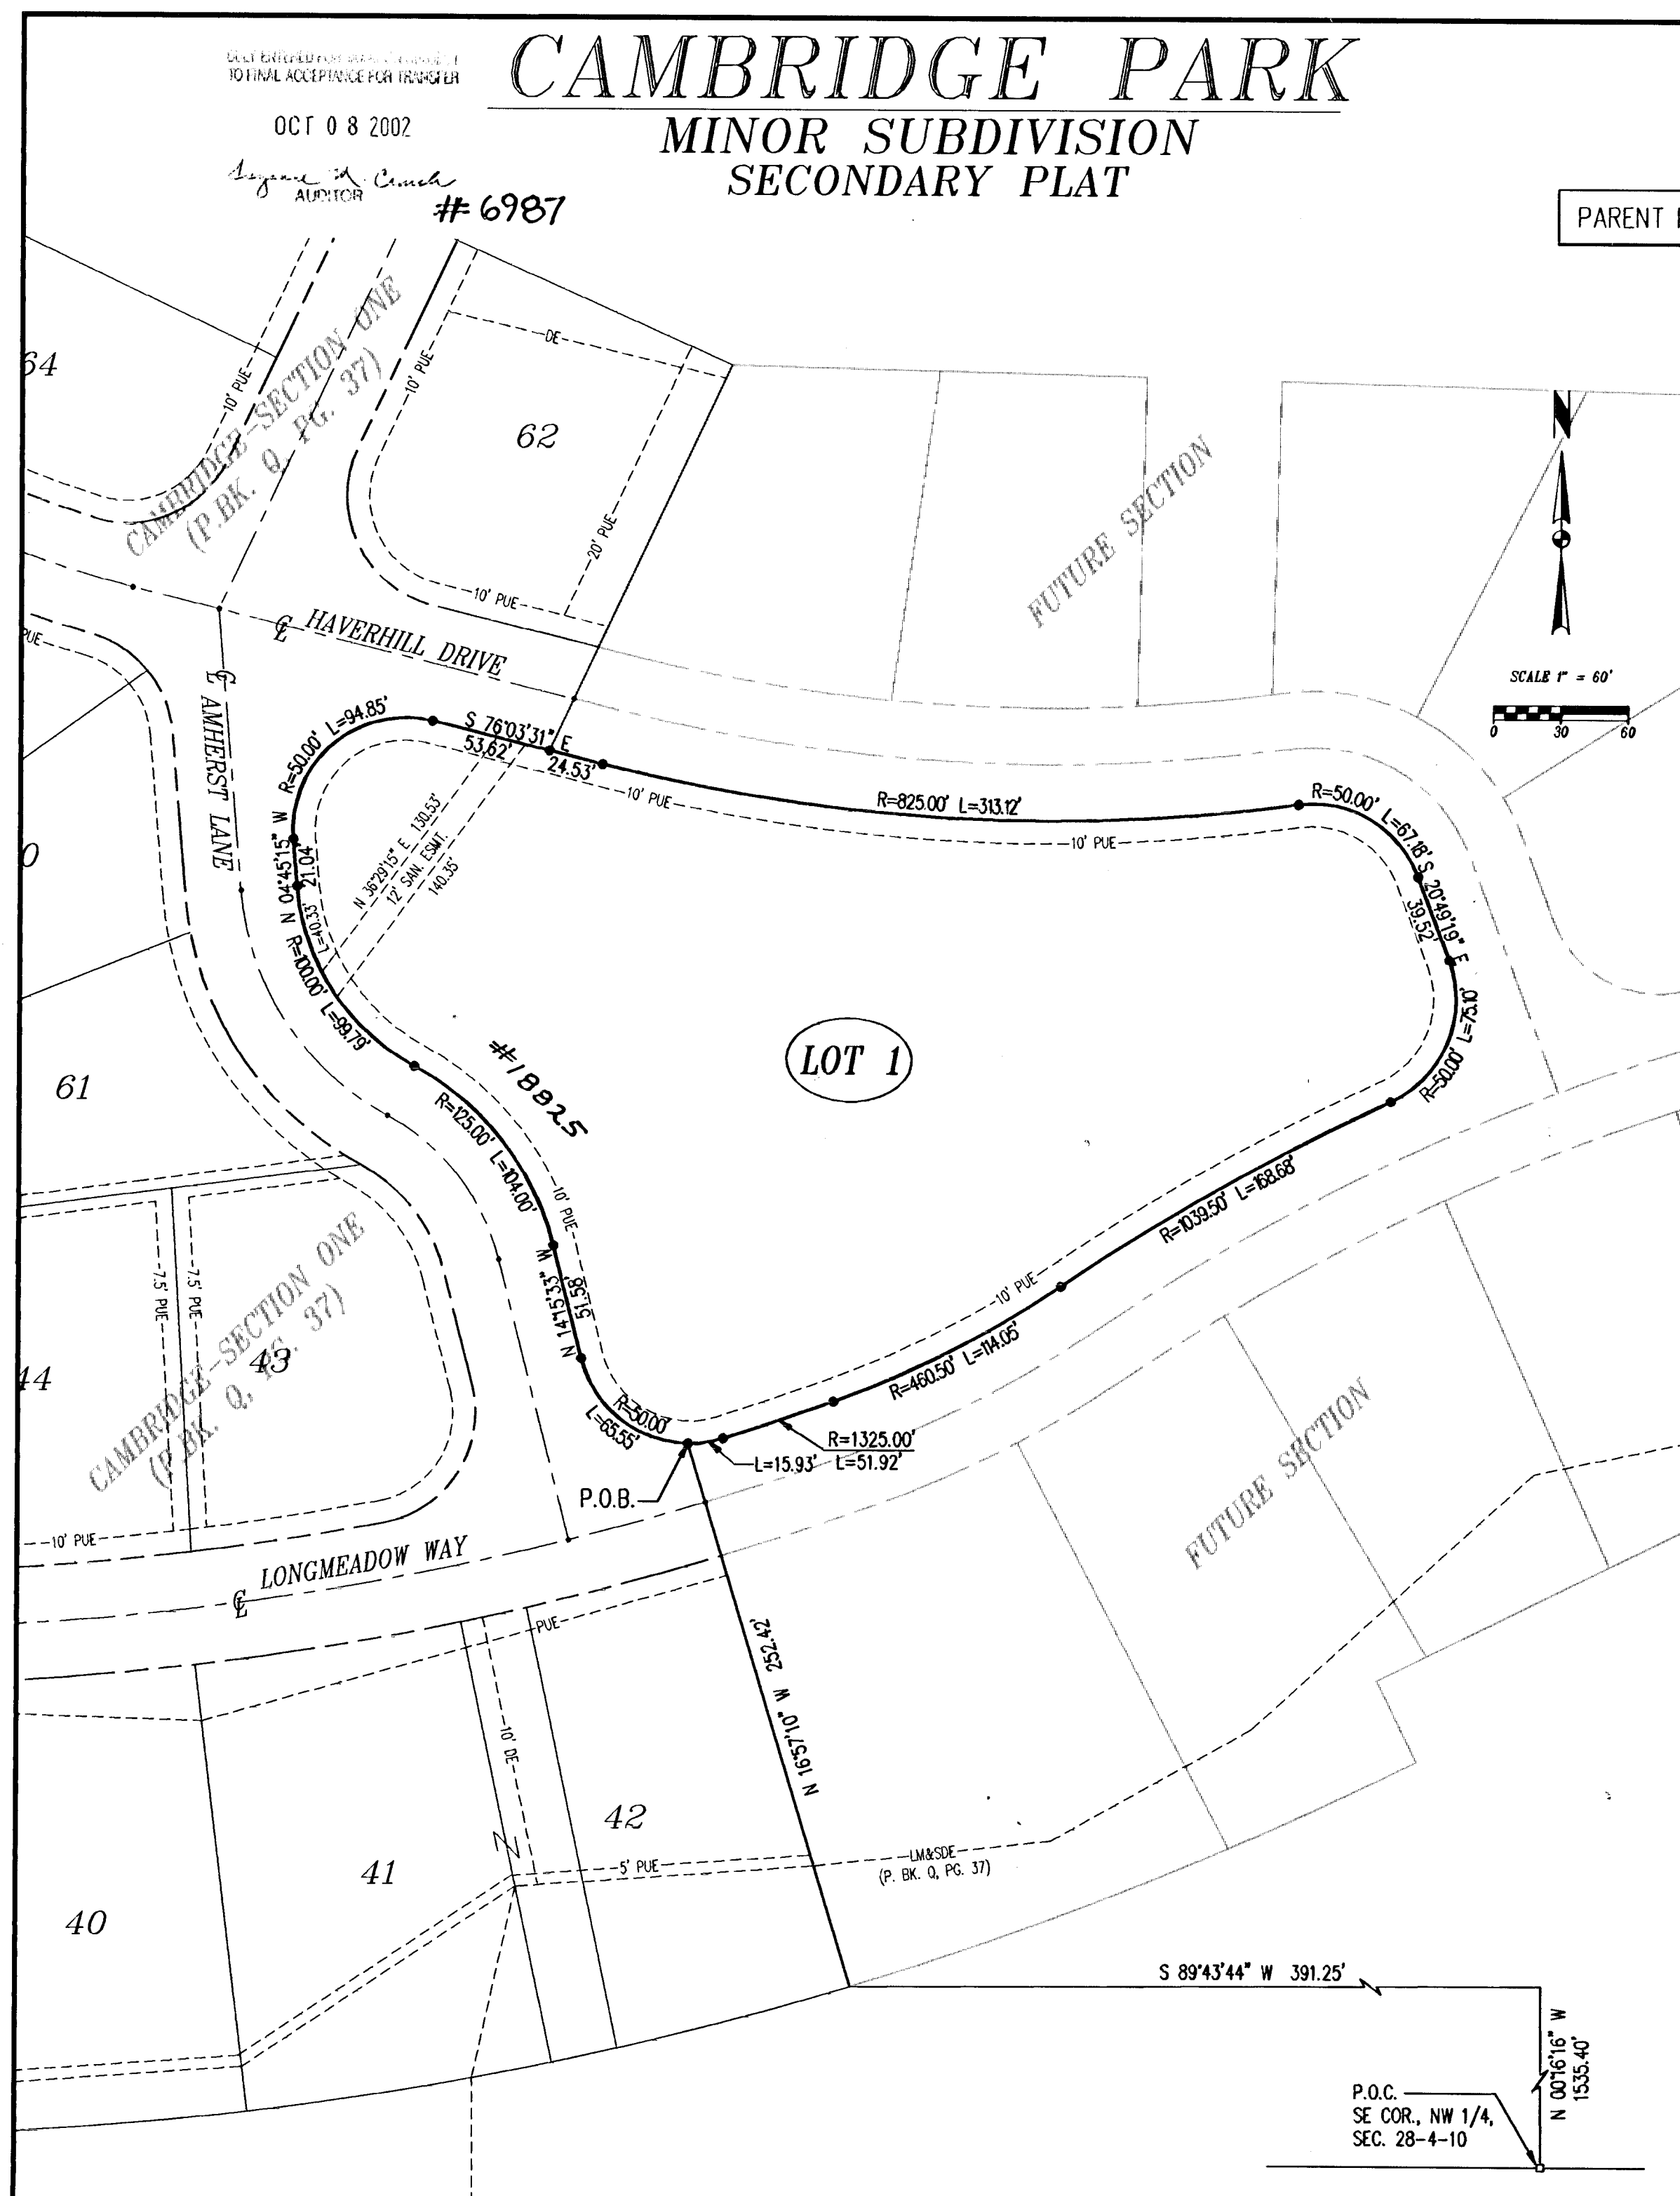 TO FINAL ACCEPTANCE FOR TRANSFER
OCT 0 8 2002
AUDITOR
# 6987
CAMBRIDGE PARK
MINOR SUBDIVISION
SECONDARY PLAT
PARENT
64
10' PUE
CAMBRIDGE-SECTION ONE
(P.BK. Q, PG. 37)
10' PUE
DE
62
20' PUE
10' PUE
FUTURE SECTION
N
SCALE 1" = 60'
0 30 60
PUE
℄ HAVERHILL DRIVE
℄ AMHERST LANE
R=50.00' L=94.85'
S 76°03'31" E
53.62'
24.53'
10' PUE
R=825.00' L=313.12'
10' PUE
R=50.00' L=67.18'
S 20°49'19" E
39.52'
R=50.00' L=75.10'
N 04°45'15" W
21.04'
L=40.33'
N 36°29'15" E 130.53'
12' SAN. ESMT.
140.35'
R=100.00' L=99.79'
0
61
#18825
LOT 1
R=125.00' L=104.00'
10' PUE
R=1039.50' L=168.68'
10' PUE
N 14°15'33" W
51.58'
R=460.50' L=114.05'
R=50.00'
L=65.55'
R=1325.00'
L=15.93' L=51.92'
P.O.B.
7.5' PUE
7.5' PUE
43
44
CAMBRIDGE-SECTION ONE
(P.BK. Q, PG. 37)
10' PUE
℄ LONGMEADOW WAY
FUTURE SECTION
PUE
N 16°57'10" W 252.42'
10' DE
42
41
40
5' PUE
LM&SDE
(P. BK. Q, PG. 37)
S 89°43'44" W 391.25'
N 00°16'16" W
1535.40'
P.O.C.
SE COR., NW 1/4,
SEC. 28-4-10